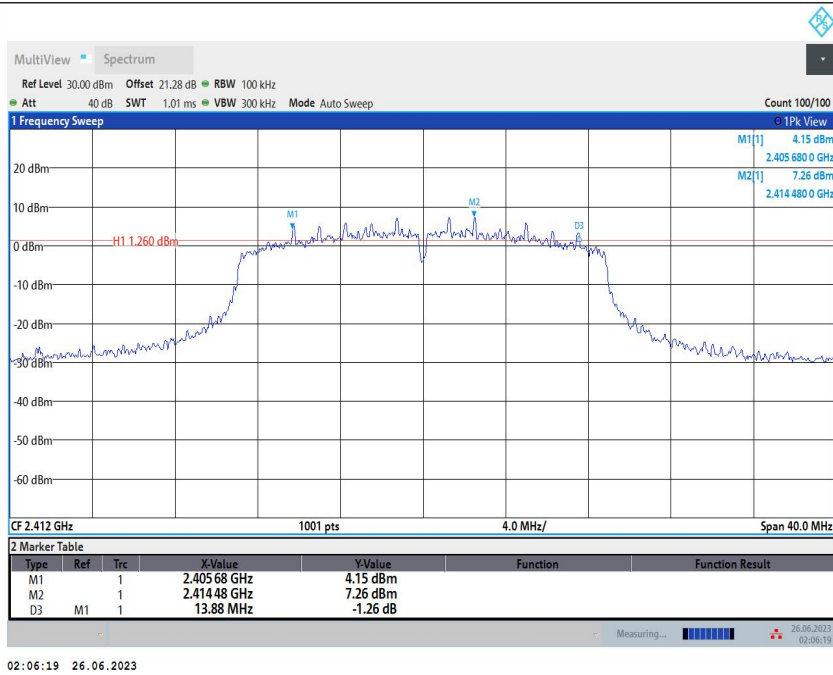 R S
MultiView Spectrum
Ref Level 30.00 dBm Offset 21.28 dB RBW 100 kHz
Att 40 dB SWT 1.01 ms VBW 300 kHz Mode Auto Sweep Count 100/100
1 Frequency Sweep 1Pk View
M1[1] 4.15 dBm
2.405 680 0 GHz
20 dBm M2[1] 7.26 dBm
2.414 480 0 GHz
10 dBm M1 M2
D3
H1 1.260 dBm
0 dBm
-10 dBm
-20 dBm
-30 dBm
-40 dBm
-50 dBm
-60 dBm
CF 2.412 GHz 1001 pts 4.0 MHz/ Span 40.0 MHz
2 Marker Table
Type Ref Trc X-Value Y-Value Function Function Result
M1 1 2.405 68 GHz 4.15 dBm
M2 1 2.414 48 GHz 7.26 dBm
D3 M1 1 13.88 MHz -1.26 dB
Measuring... 26.06.2023
02:06:19
02:06:19 26.06.2023